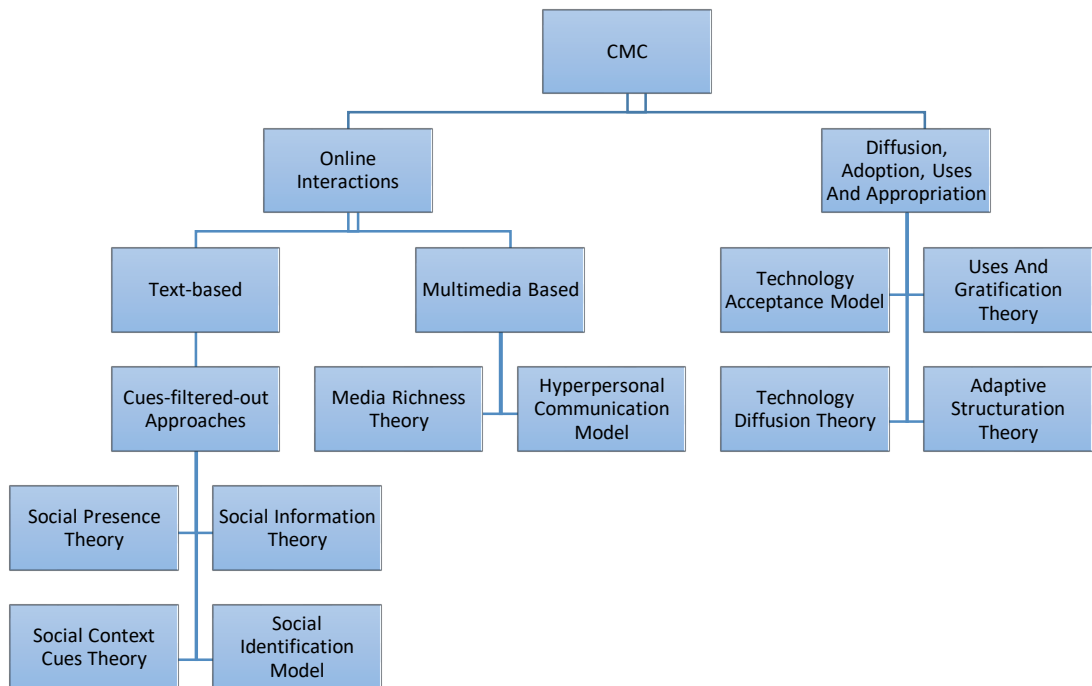 CMC
Online
Interactions
Diffusion,
Adoption, Uses
And Appropriation
Text-based
Multimedia Based
Technology
Acceptance Model
Uses And
Gratification
Theory
Cues-filtered-out
Approaches
Media Richness
Theory
Hyperpersonal
Communication
Model
Technology
Diffusion Theory
Adaptive
Structuration
Theory
Social Presence
Theory
Social Information
Theory
Social Context
Cues Theory
Social
Identification
Model